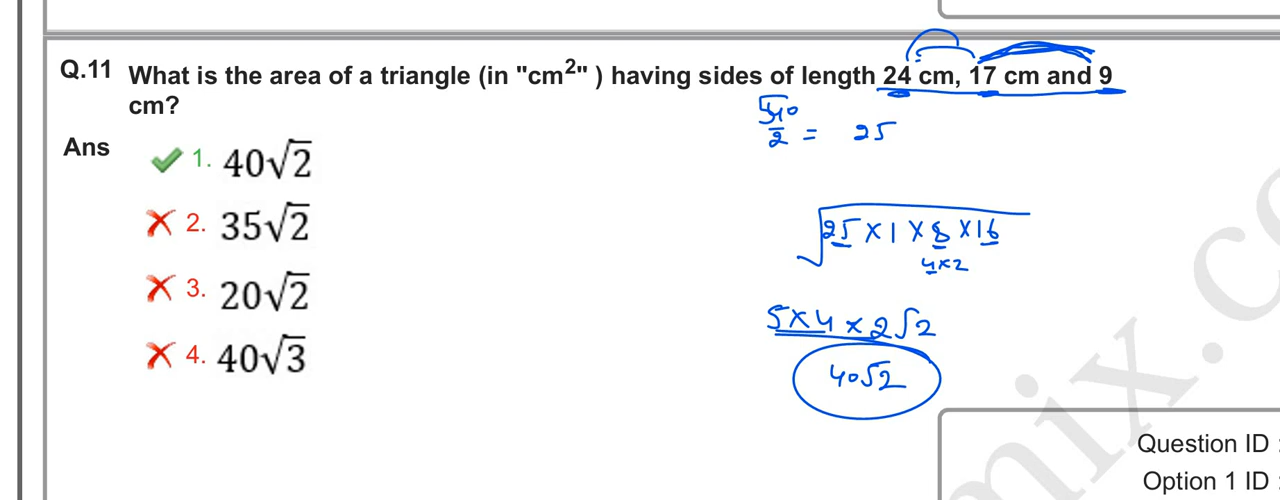 Q.11 What is the area of a triangle (in "cm²" ) having sides of length 24 cm, 17 cm and 9
cm?
= 25
Ans
1. 40√2
2. 35√2
3. 20√2
4. 40√3
√25 × 1 × 8 × 16
4×2
5×4 × 2√2
40√2
mix.c
Question ID :
Option 1 ID :